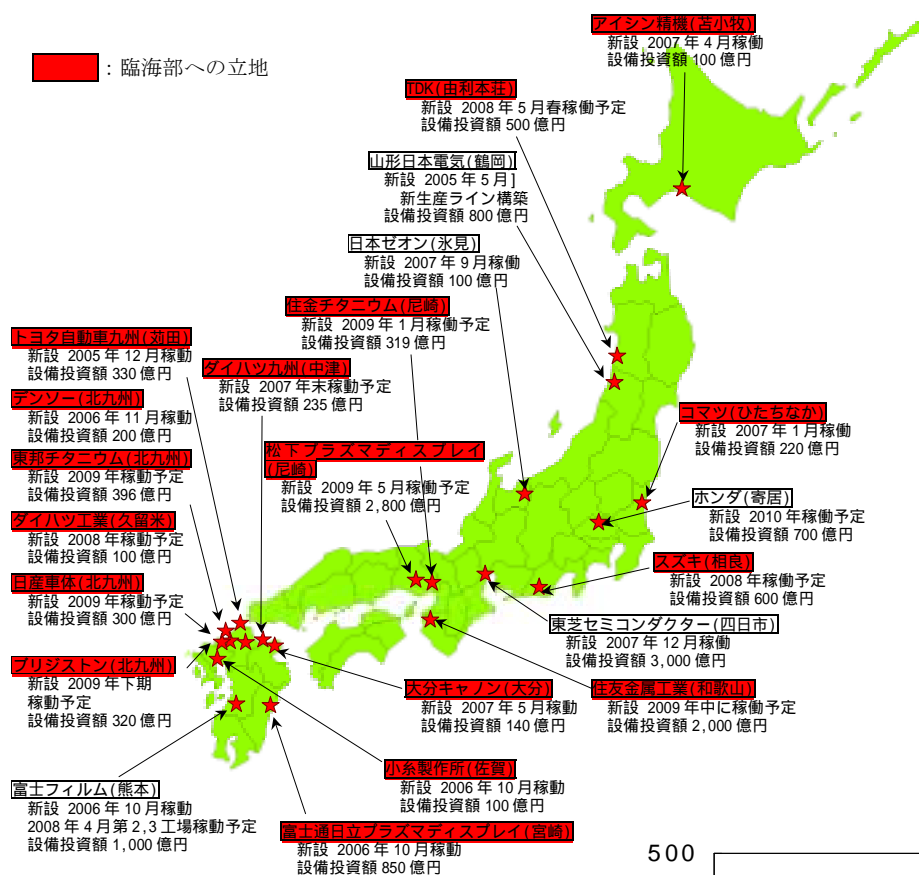 ：臨海部への立地
アイシン精機(苫小牧)
新設 2007年4月稼働
設備投資額 100億円
TDK(由利本荘)
新設 2008年5月春稼働予定
設備投資額 500億円
山形日本電気(鶴岡)
新設 2005年5月]
新生産ライン構築
設備投資額 800億円
日本ゼオン(氷見)
新設 2007年9月稼働
設備投資額 100億円
住金チタニウム(尼崎)
新設 2009年1月稼働予定
設備投資額 319億円
トヨタ自動車九州(苅田)
新設 2005年12月稼動
設備投資額 330億円
ダイハツ九州(中津)
新設 2007年末稼動予定
設備投資額 235億円
デンソー(北九州)
新設 2006年11月稼動
設備投資額 200億円
東邦チタニウム(北九州)
新設 2009年稼動予定
設備投資額 396億円
松下プラズマディスプレイ
(尼崎)
新設 2009年5月稼働予定
設備投資額 2,800億円
ダイハツ工業(久留米)
新設 2008年稼動予定
設備投資額 100億円
日産車体(北九州)
新設 2009年稼動予定
設備投資額 300億円
ブリジストン(北九州)
新設 2009年下期
稼動予定
設備投資額 320億円
コマツ(ひたちなか)
新設 2007年1月稼働
設備投資額 220億円
ホンダ(寄居)
新設 2010年稼働予定
設備投資額 700億円
スズキ(相良)
新設 2008年稼働予定
設備投資額 600億円
東芝セミコンダクター(四日市)
新設 2007年12月稼働
設備投資額 3,000億円
大分キャノン(大分)
新設 2007年5月稼動
設備投資額 140億円
住友金属工業(和歌山)
新設 2009年中に稼働予定
設備投資額 2,000億円
小糸製作所(佐賀)
新設 2006年10月稼動
設備投資額 100億円
富士フィルム(熊本)
新設 2006年10月稼動
2008年4月第2,3工場稼動予定
設備投資額 1,000億円
富士通日立プラズマディスプレイ(宮崎)
新設 2006年10月稼動
設備投資額 850億円
500